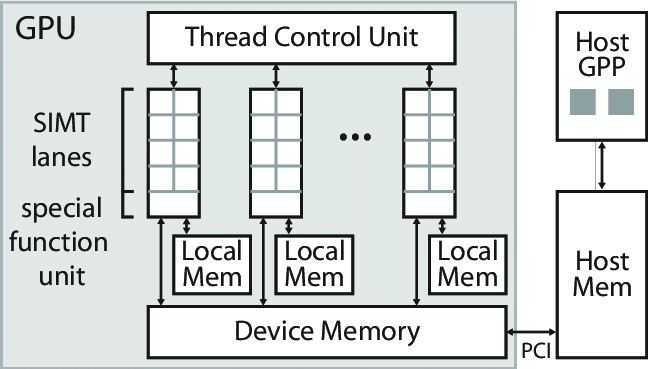 GPU
Thread Control Unit
Host
GPP
SIMT
lanes
•••
special
function
unit
Local
Mem
Local
Mem
Local
Mem
Host
Mem
Device Memory
PCI